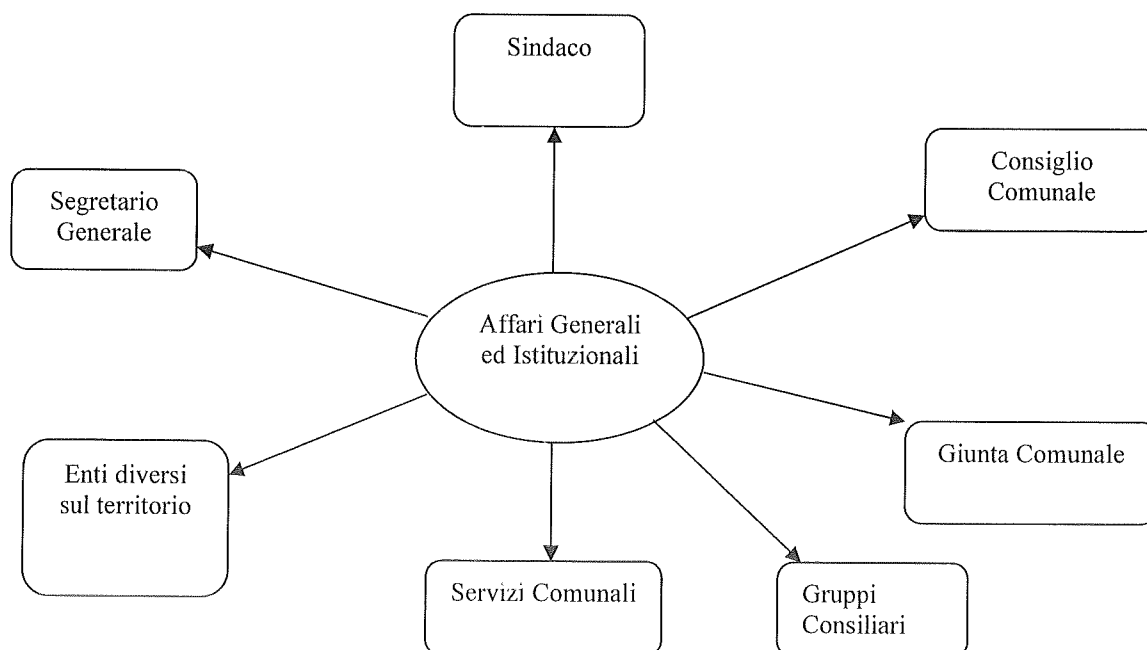 Sindaco
Consiglio
Comunale
Segretario
Generale
Affari Generali
ed Istituzionali
Giunta Comunale
Enti diversi
sul territorio
Servizi Comunali
Gruppi
Consiliari